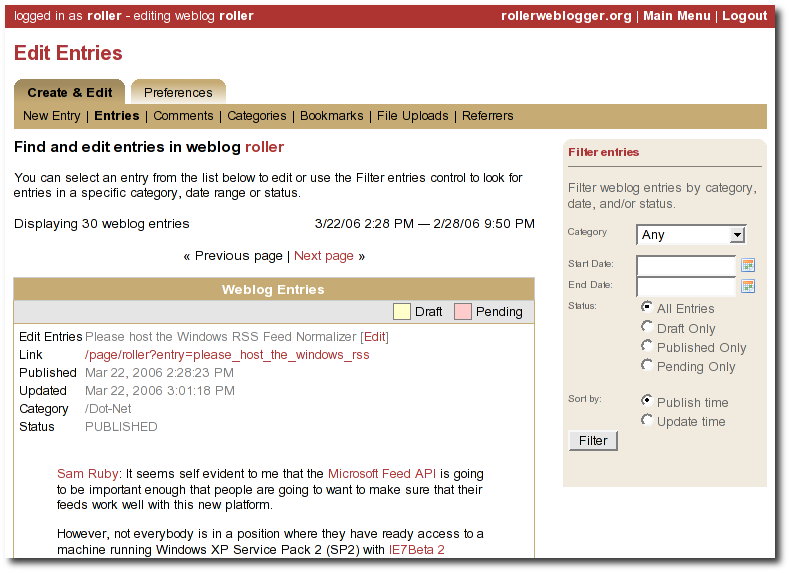 logged in as roller - editing weblog roller
rollerweblogger.org | Main Menu | Logout
Edit Entries
Create & Edit
Preferences
New Entry | Entries | Comments | Categories | Bookmarks | File Uploads | Referrers
Find and edit entries in weblog roller
You can select an entry from the list below to edit or use the Filter entries control to look for
entries in a specific category, date range or status.
Displaying 30 weblog entries
3/22/06 2:28 PM — 2/28/06 9:50 PM
« Previous page | Next page »
Weblog Entries
Draft
Pending
Edit Entries Please host the Windows RSS Feed Normalizer [Edit]
Link /page/roller?entry=please_host_the_windows_rss
Published Mar 22, 2006 2:28:23 PM
Updated Mar 22, 2006 3:01:18 PM
Category /Dot-Net
Status PUBLISHED
Sam Ruby: It seems self evident to me that the Microsoft Feed API is going
to be important enough that people are going to want to make sure that their
feeds work well with this new platform.
However, not everybody is in a position where they have ready access to a
machine running Windows XP Service Pack 2 (SP2) with IE7Beta 2
Filter entries
Filter weblog entries by category,
date, and/or status.
Category Any
Start Date:
End Date:
Status: All Entries
Draft Only
Published Only
Pending Only
Sort by: Publish time
Update time
Filter